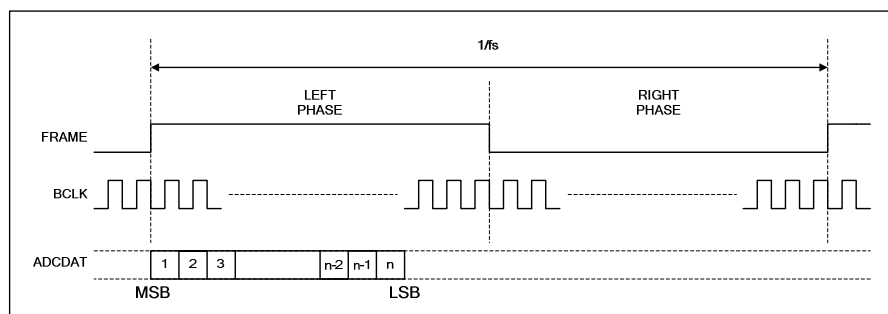 1/fs
LEFT
PHASE
RIGHT
PHASE
FRAME
BCLK
ADCDAT
1 2 3 n-2 n-1 n
MSB LSB